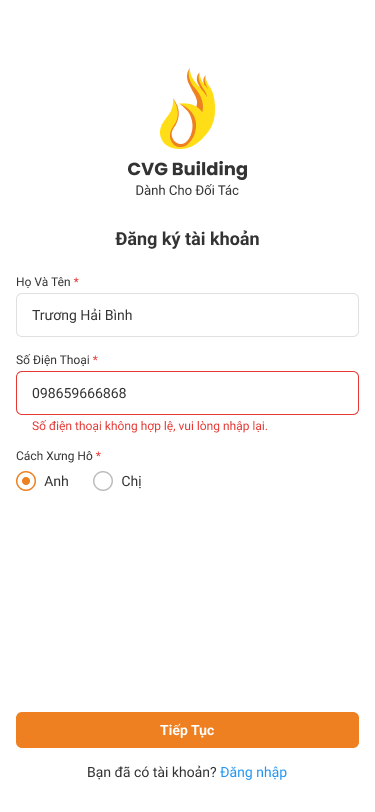 CVG Building
Dành Cho Đối Tác
Đăng ký tài khoản
Họ Và Tên *
Trương Hải Bình
Số Điện Thoại *
098659666868
Số điện thoại không hợp lệ, vui lòng nhập lại.
Cách Xưng Hô *
Anh Chị
Tiếp Tục
Bạn đã có tài khoản? Đăng nhập